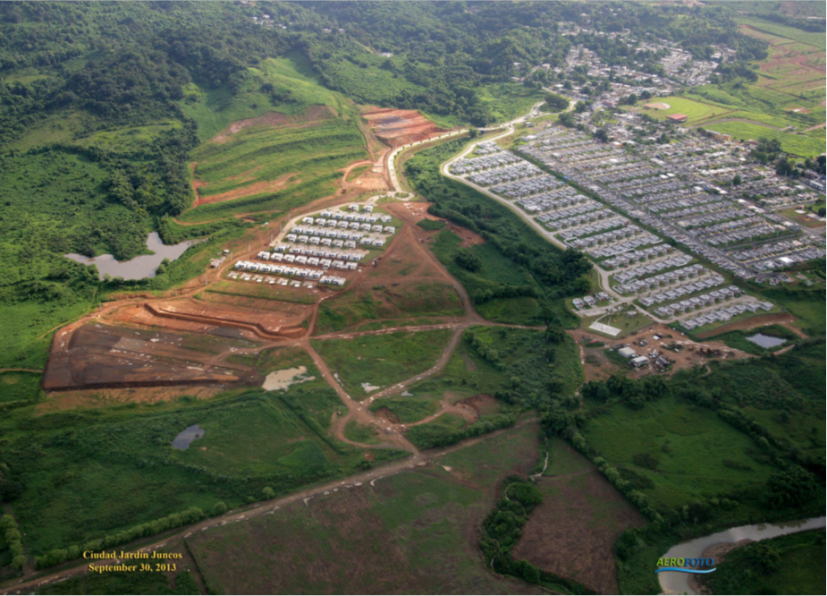 Ciudad Jardín Juncos
September 30, 2013
AEROFOTO